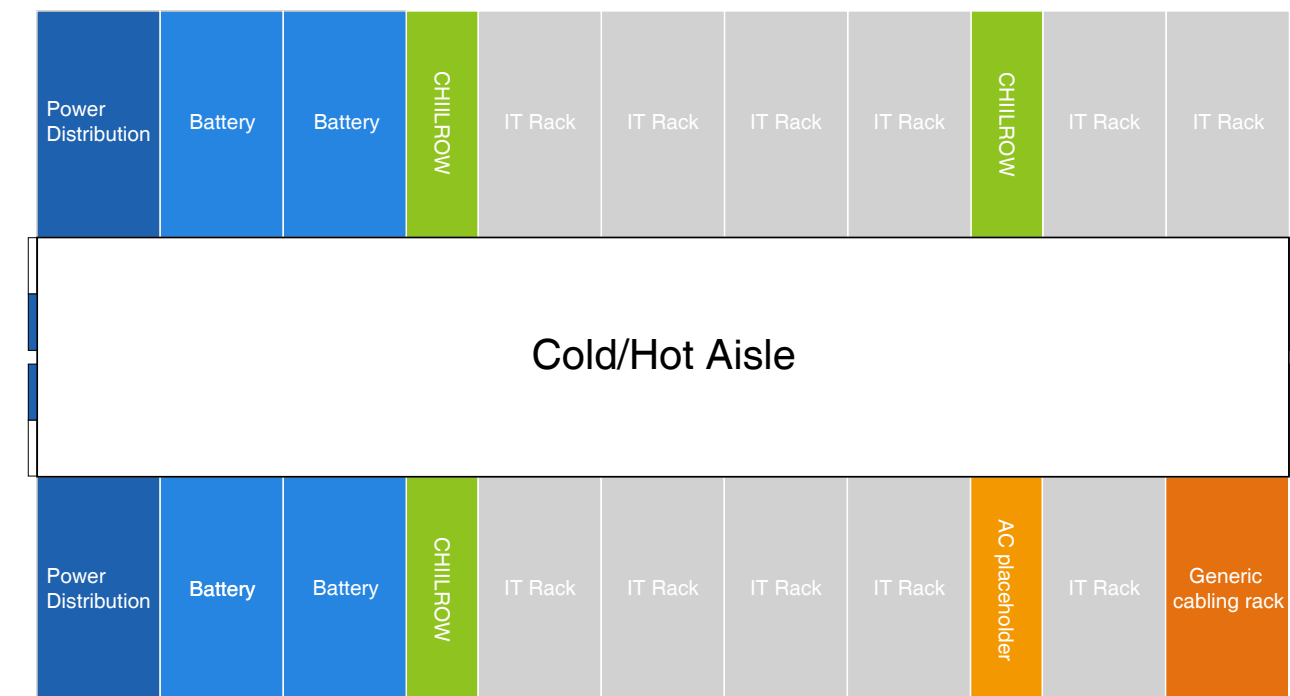 Power
Distribution
Battery
Battery
CHIILROW
IT Rack
IT Rack
IT Rack
IT Rack
CHIILROW
IT Rack
IT Rack
Cold/Hot Aisle
Power
Distribution
Battery
Battery
CHIILROW
IT Rack
IT Rack
IT Rack
IT Rack
AC placeholder
IT Rack
Generic
cabling rack